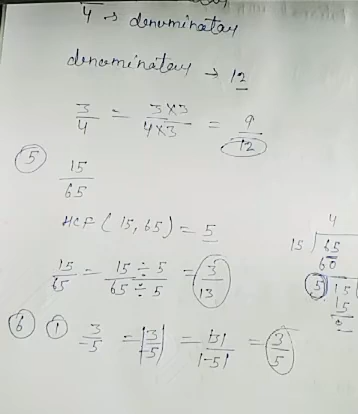 4 → denominator
denominator → 12
3/4 = 3×3/4×3 = 9/12
5
15/65
HCF (15, 65) = 5
15/65 = 15÷5/65÷5 = 3/13
4
15 ) 65
60
5 ) 15
15
0
6 1 3/-5 = |3/-5| = |3|/|-5| = 3/5